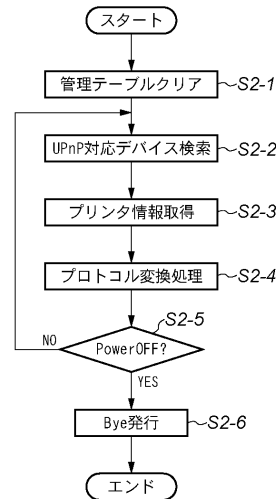 スタート
管理テーブルクリア
S2-1
UPnP対応デバイス検索
S2-2
プリンタ情報取得
S2-3
プロトコル変換処理
S2-4
S2-5
PowerOFF?
NO
YES
Bye発行
S2-6
エンド